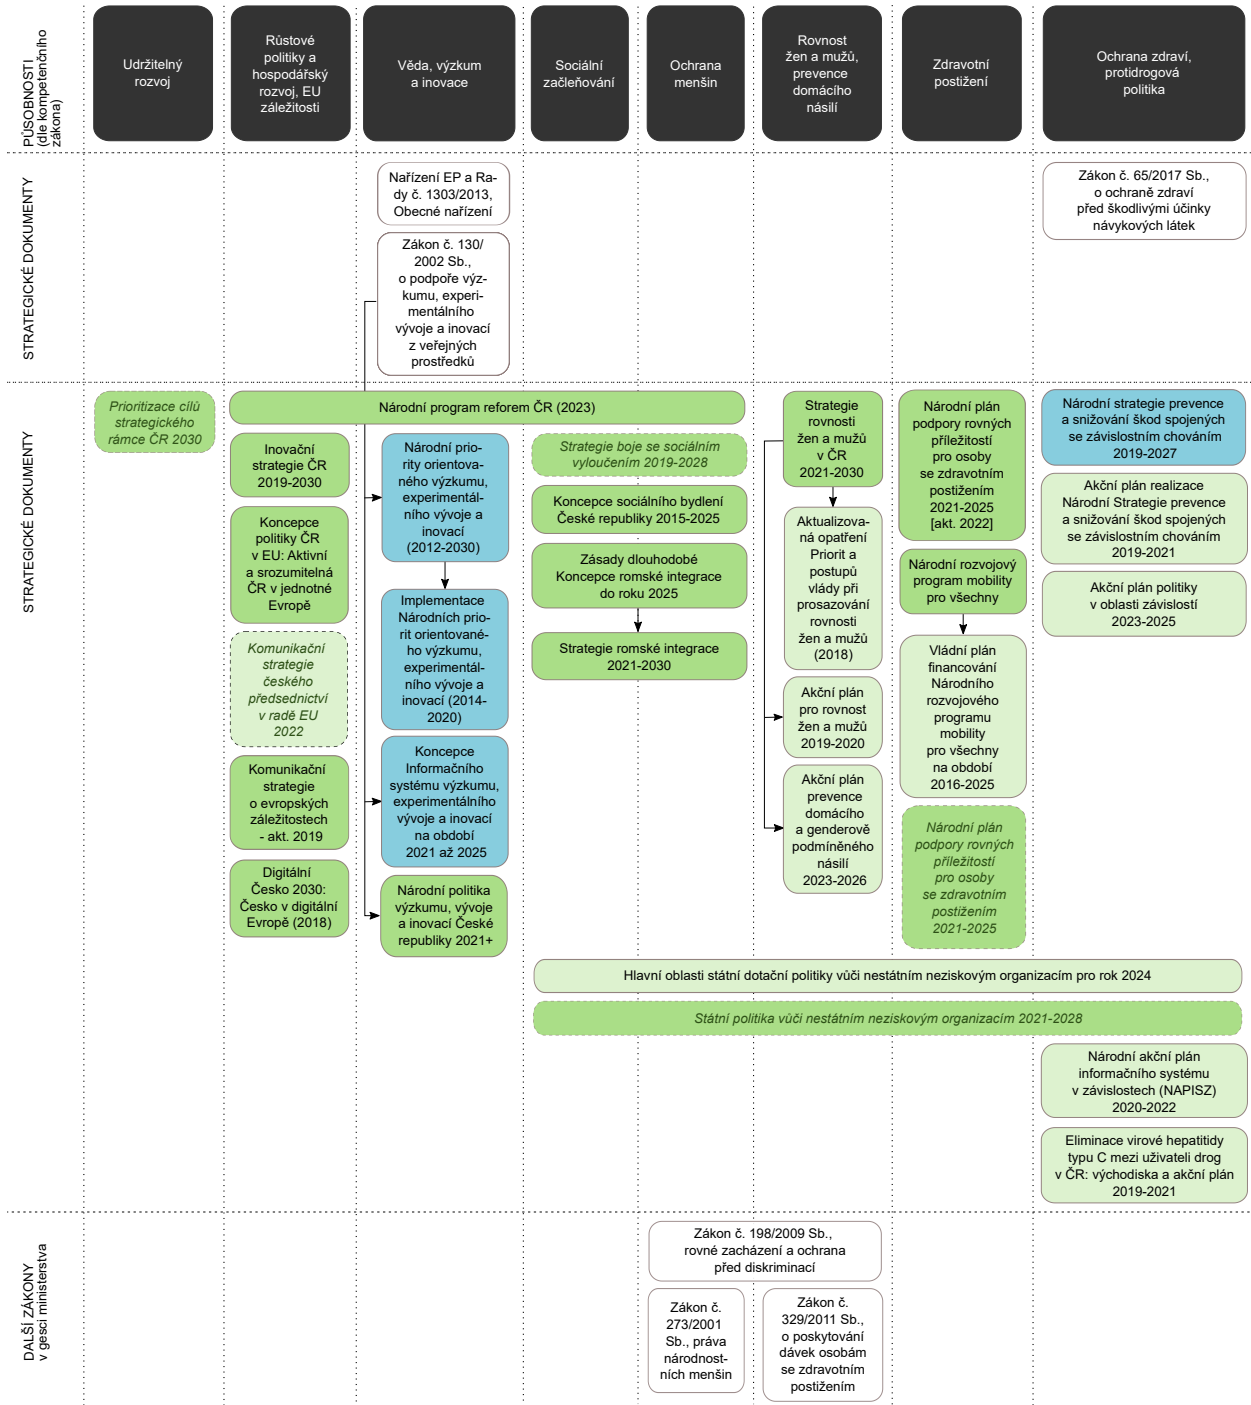 PŮSOBNOSTI
(dle kompetenčního
zákona)
Udržitelný
rozvoj
Růstové
politiky a
hospodářský
rozvoj, EU
záležitosti
Věda, výzkum
a inovace
Sociální
začleňování
Ochrana
menšin
Rovnost
žen a mužů,
prevence
domácího
násilí
Zdravotní
postižení
Ochrana zdraví,
protidrogová
politika
STRATEGICKÉ DOKUMENTY
Nařízení EP a Ra-
dy č. 1303/2013,
Obecné nařízení
Zákon č. 130/
2002 Sb.,
o podpoře výz-
kumu, experi-
mentálního
vývoje a inovací
z veřejných
prostředků
Zákon č. 65/2017 Sb.,
o ochraně zdraví
před škodlivými účinky
návykových látek
STRATEGICKÉ DOKUMENTY
Prioritizace cílů
strategického
rámce ČR 2030
Národní program reforem ČR (2023)
Inovační
strategie ČR
2019-2030
Koncepce
politiky ČR
v EU: Aktivní
a srozumitelná
ČR v jednotné
Evropě
Komunikační
strategie
českého
předsednictví
v radě EU
2022
Komunikační
strategie
o evropských
záležitostech
- akt. 2019
Digitální
Česko 2030:
Česko v digitální
Evropě (2018)
Národní prio-
rity orientova-
ného výzkumu,
experimentál-
ního vývoje a
inovací
(2012-2030)
Implementace
Národních prio-
rit orientované-
ho výzkumu,
experimentál-
ního vývoje a
inovací (2014-
2020)
Koncepce
Informačního
systému výzkumu,
experimentálního
vývoje a inovací
na období
2021 až 2025
Národní politika
výzkumu, vývoje
a inovací České
republiky 2021+
Strategie boje se sociálním
vyloučením 2019-2028
Koncepce sociálního bydlení
České republiky 2015-2025
Zásady dlouhodobé
Koncepce romské integrace
do roku 2025
Strategie romské integrace
2021-2030
Strategie
rovnosti
žen a mužů
v ČR
2021-2030
Aktualizova-
ná opatření
Priorit a
postupů
vlády při
prosazování
rovnosti
žen a mužů
(2018)
Akční plán
pro rovnost
žen a mužů
2019-2020
Akční plán
prevence
domácího
a genderově
podmíněného
násilí
2023-2026
Národní plán
podpory rovných
příležitostí
pro osoby
se zdravotním
postižením
2021-2025
[akt. 2022]
Národní rozvojový
program mobility
pro všechny
Vládní plán
financování
Národního
rozvojového
programu
mobility
pro všechny
na období
2016-2025
Národní plán
podpory rovných
příležitostí
pro osoby
se zdravotním
postižením
2021-2025
Národní strategie prevence
a snižování škod spojených
se závislostním chováním
2019-2027
Akční plán realizace
Národní Strategie prevence
a snižování škod spojených
se závislostním chováním
2019-2021
Akční plán politiky
v oblasti závislostí
2023-2025
Hlavní oblasti státní dotační politiky vůči nestátním neziskovým organizacím pro rok 2024
Státní politika vůči nestátním neziskovým organizacím 2021-2028
Národní akční plán
informačního systému
v závislostech (NAPISZ)
2020-2022
Eliminace virové hepatitidy
typu C mezi uživateli drog
v ČR: východiska a akční plán
2019-2021
DALŠÍ ZÁKONY
v gesci ministerstva
Zákon č. 198/2009 Sb.,
rovné zacházení a ochrana
před diskriminací
Zákon č.
273/2001
Sb., práva
národnost-
ních menšin
Zákon č.
329/2011 Sb.,
o poskytování
dávek osobám
se zdravotním
postižením